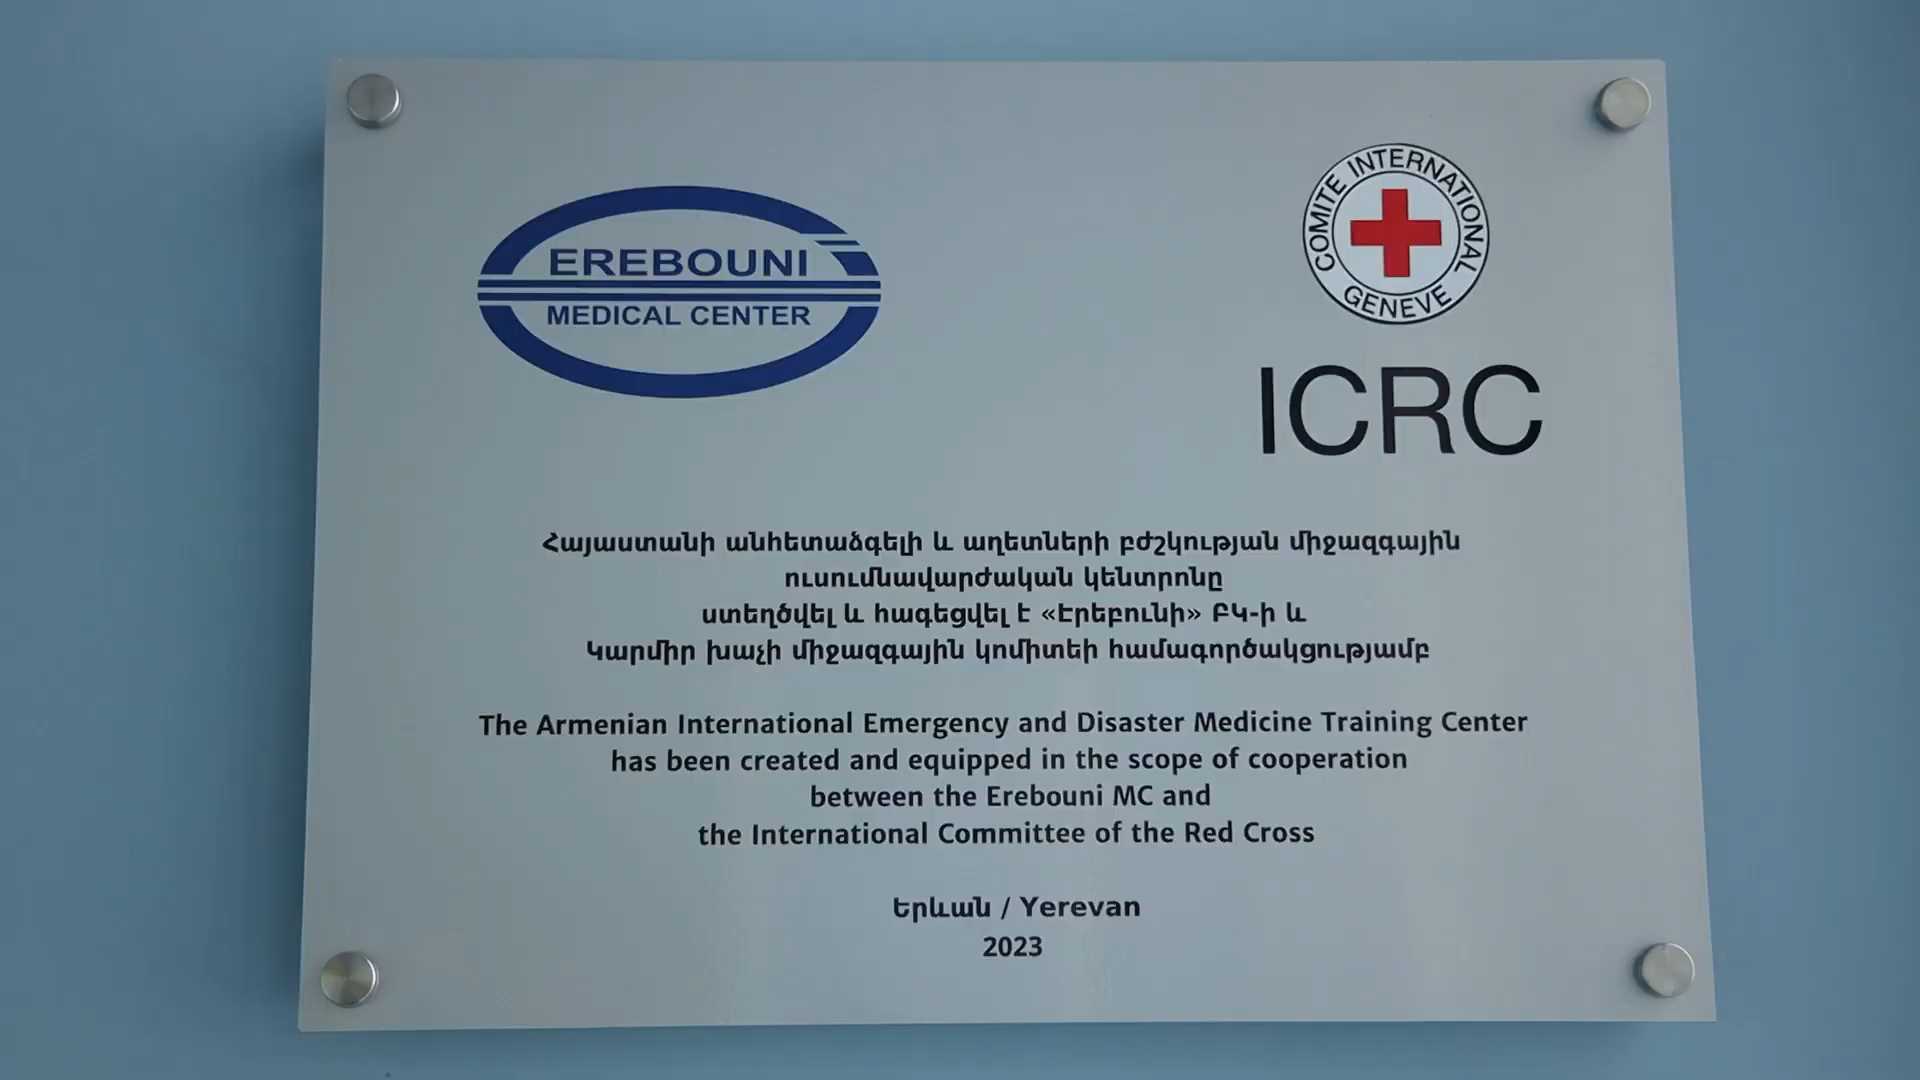 EREBOUNI
MEDICAL CENTER
COMITE INTERNATIONAL
GENEVE
ICRC
Հայաստանի անհետաձգելի և աղետների բժշկության միջազգային
ուսումնավարժական կենտրոնը
ստեղծվել և հագեցվել է «Էրեբունի» ԲԿ-ի և
Կարմիր խաչի միջազգային կոմիտեի համագործակցությամբ
The Armenian International Emergency and Disaster Medicine Training Center
has been created and equipped in the scope of cooperation
between the Erebouni MC and
the International Committee of the Red Cross
Երևան / Yerevan
2023